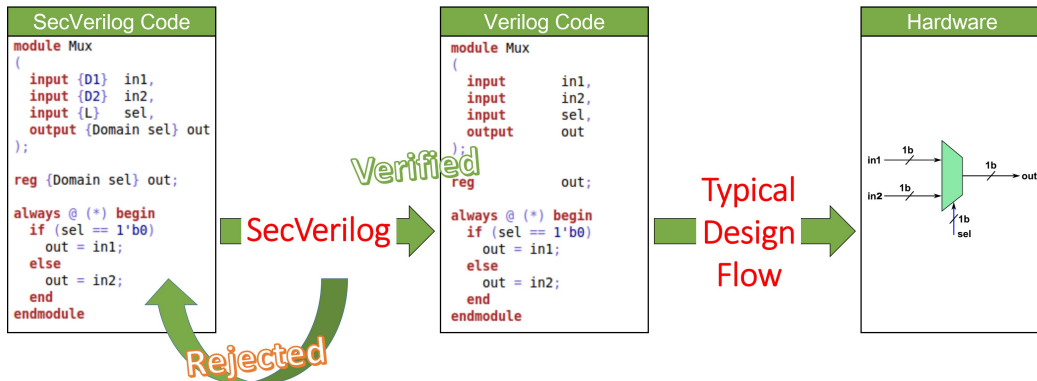 SecVerilog Code
module Mux
(
input {D1} in1,
input {D2} in2,
input {L} sel,
output {Domain sel} out
);
reg {Domain sel} out;
always @ (*) begin
if (sel == 1'b0)
out = in1;
else
out = in2;
end
endmodule
SecVerilog
Verified
Rejected
Verilog Code
module Mux
(
input in1,
input in2,
input sel,
output out
);
reg out;
always @ (*) begin
if (sel == 1'b0)
out = in1;
else
out = in2;
end
endmodule
Typical
Design
Flow
Hardware
in1
1b
in2
1b
1b
out
1b
sel